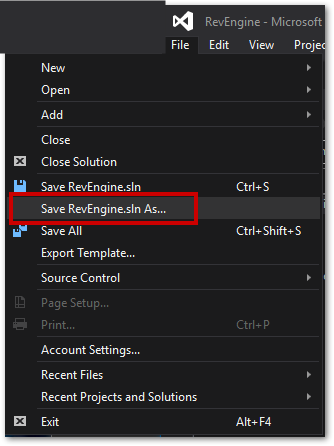 RevEngine - Microsoft
File Edit View Projec
New
Open
Add
Close
Close Solution
Save RevEngine.sln Ctrl+S
Save RevEngine.sln As...
Save All Ctrl+Shift+S
Export Template...
Source Control
Page Setup...
Print... Ctrl+P
Account Settings...
Recent Files
Recent Projects and Solutions
Exit Alt+F4